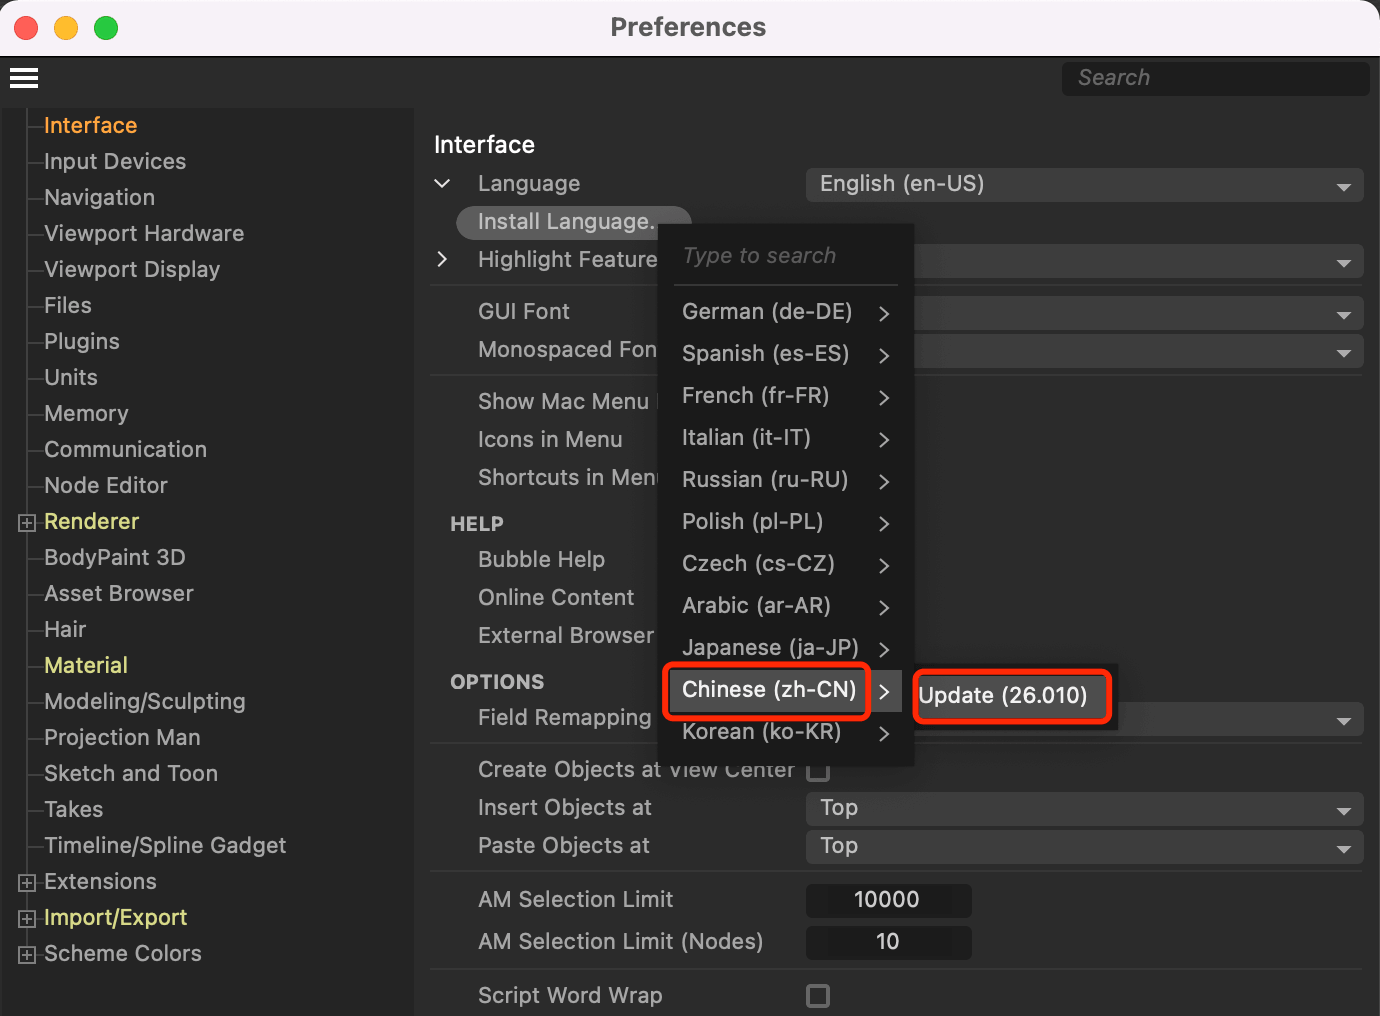 Preferences
Search
Interface
Input Devices
Navigation
Viewport Hardware
Viewport Display
Files
Plugins
Units
Memory
Communication
Node Editor
Renderer
BodyPaint 3D
Asset Browser
Hair
Material
Modeling/Sculpting
Projection Man
Sketch and Toon
Takes
Timeline/Spline Gadget
Extensions
Import/Export
Scheme Colors
Interface
Language English (en-US)
Install Language.
Highlight Feature
GUI Font
Monospaced Fon
Show Mac Menu
Icons in Menu
Shortcuts in Menu
HELP
Bubble Help
Online Content
External Browser
OPTIONS
Field Remapping
Create Objects at View Center
Insert Objects at Top
Paste Objects at Top
AM Selection Limit 10000
AM Selection Limit (Nodes) 10
Script Word Wrap
Type to search
German (de-DE)
Spanish (es-ES)
French (fr-FR)
Italian (it-IT)
Russian (ru-RU)
Polish (pl-PL)
Czech (cs-CZ)
Arabic (ar-AR)
Japanese (ja-JP)
Chinese (zh-CN)
Korean (ko-KR)
Update (26.010)